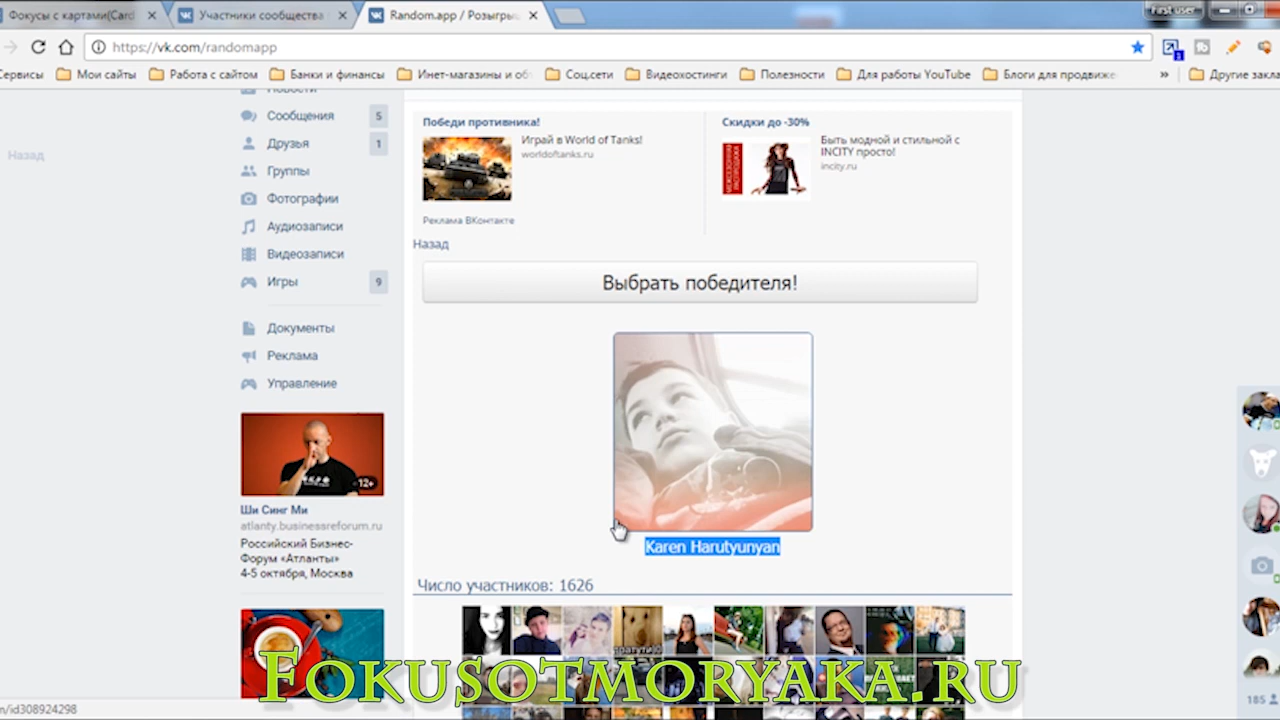 Фокусы с картами(Card
Участники сообщества
Random.app / Розыгрыш
First user
https://vk.com/randomapp
1
Сервисы
Мои сайты
Работа с сайтом
Банки и финансы
Инет-магазины и об
Соц.сети
Видеохостинги
Полезности
Для работы YouTube
Блоги для продвиже
»
Другие закла
Назад
Новости
Сообщения 5
Друзья 1
Группы
Фотографии
Аудиозаписи
Видеозаписи
Игры 9
Документы
Реклама
Управление
12+
Ши Синг Ми
atlanty.businessreforum.ru
Российский Бизнес-
Форум «Атланты»
4-5 октября, Москва
Победи противника!
Играй в World of Tanks!
worldoftanks.ru
Скидки до -30%
Быть модной и стильной с
INCITY просто!
incity.ru
Реклама ВКонтакте
Назад
Выбрать победителя!
Karen Harutyunyan
Число участников: 1626
Fokusotmoryaka.ru
185
m/id308924298